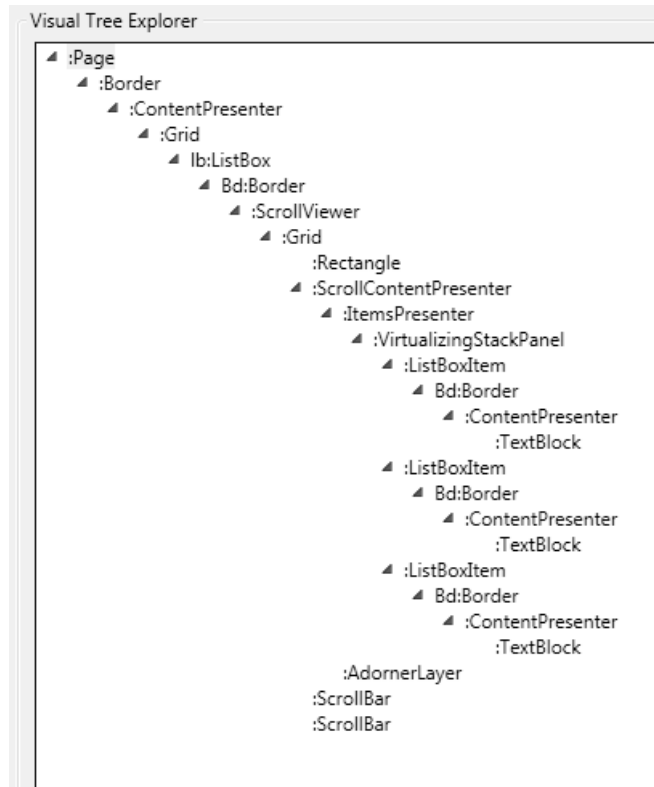 Visual Tree Explorer
:Page
:Border
:ContentPresenter
:Grid
lb:ListBox
Bd:Border
:ScrollViewer
:Grid
:Rectangle
:ScrollContentPresenter
:ItemsPresenter
:VirtualizingStackPanel
:ListBoxItem
Bd:Border
:ContentPresenter
:TextBlock
:ListBoxItem
Bd:Border
:ContentPresenter
:TextBlock
:ListBoxItem
Bd:Border
:ContentPresenter
:TextBlock
:AdornerLayer
:ScrollBar
:ScrollBar